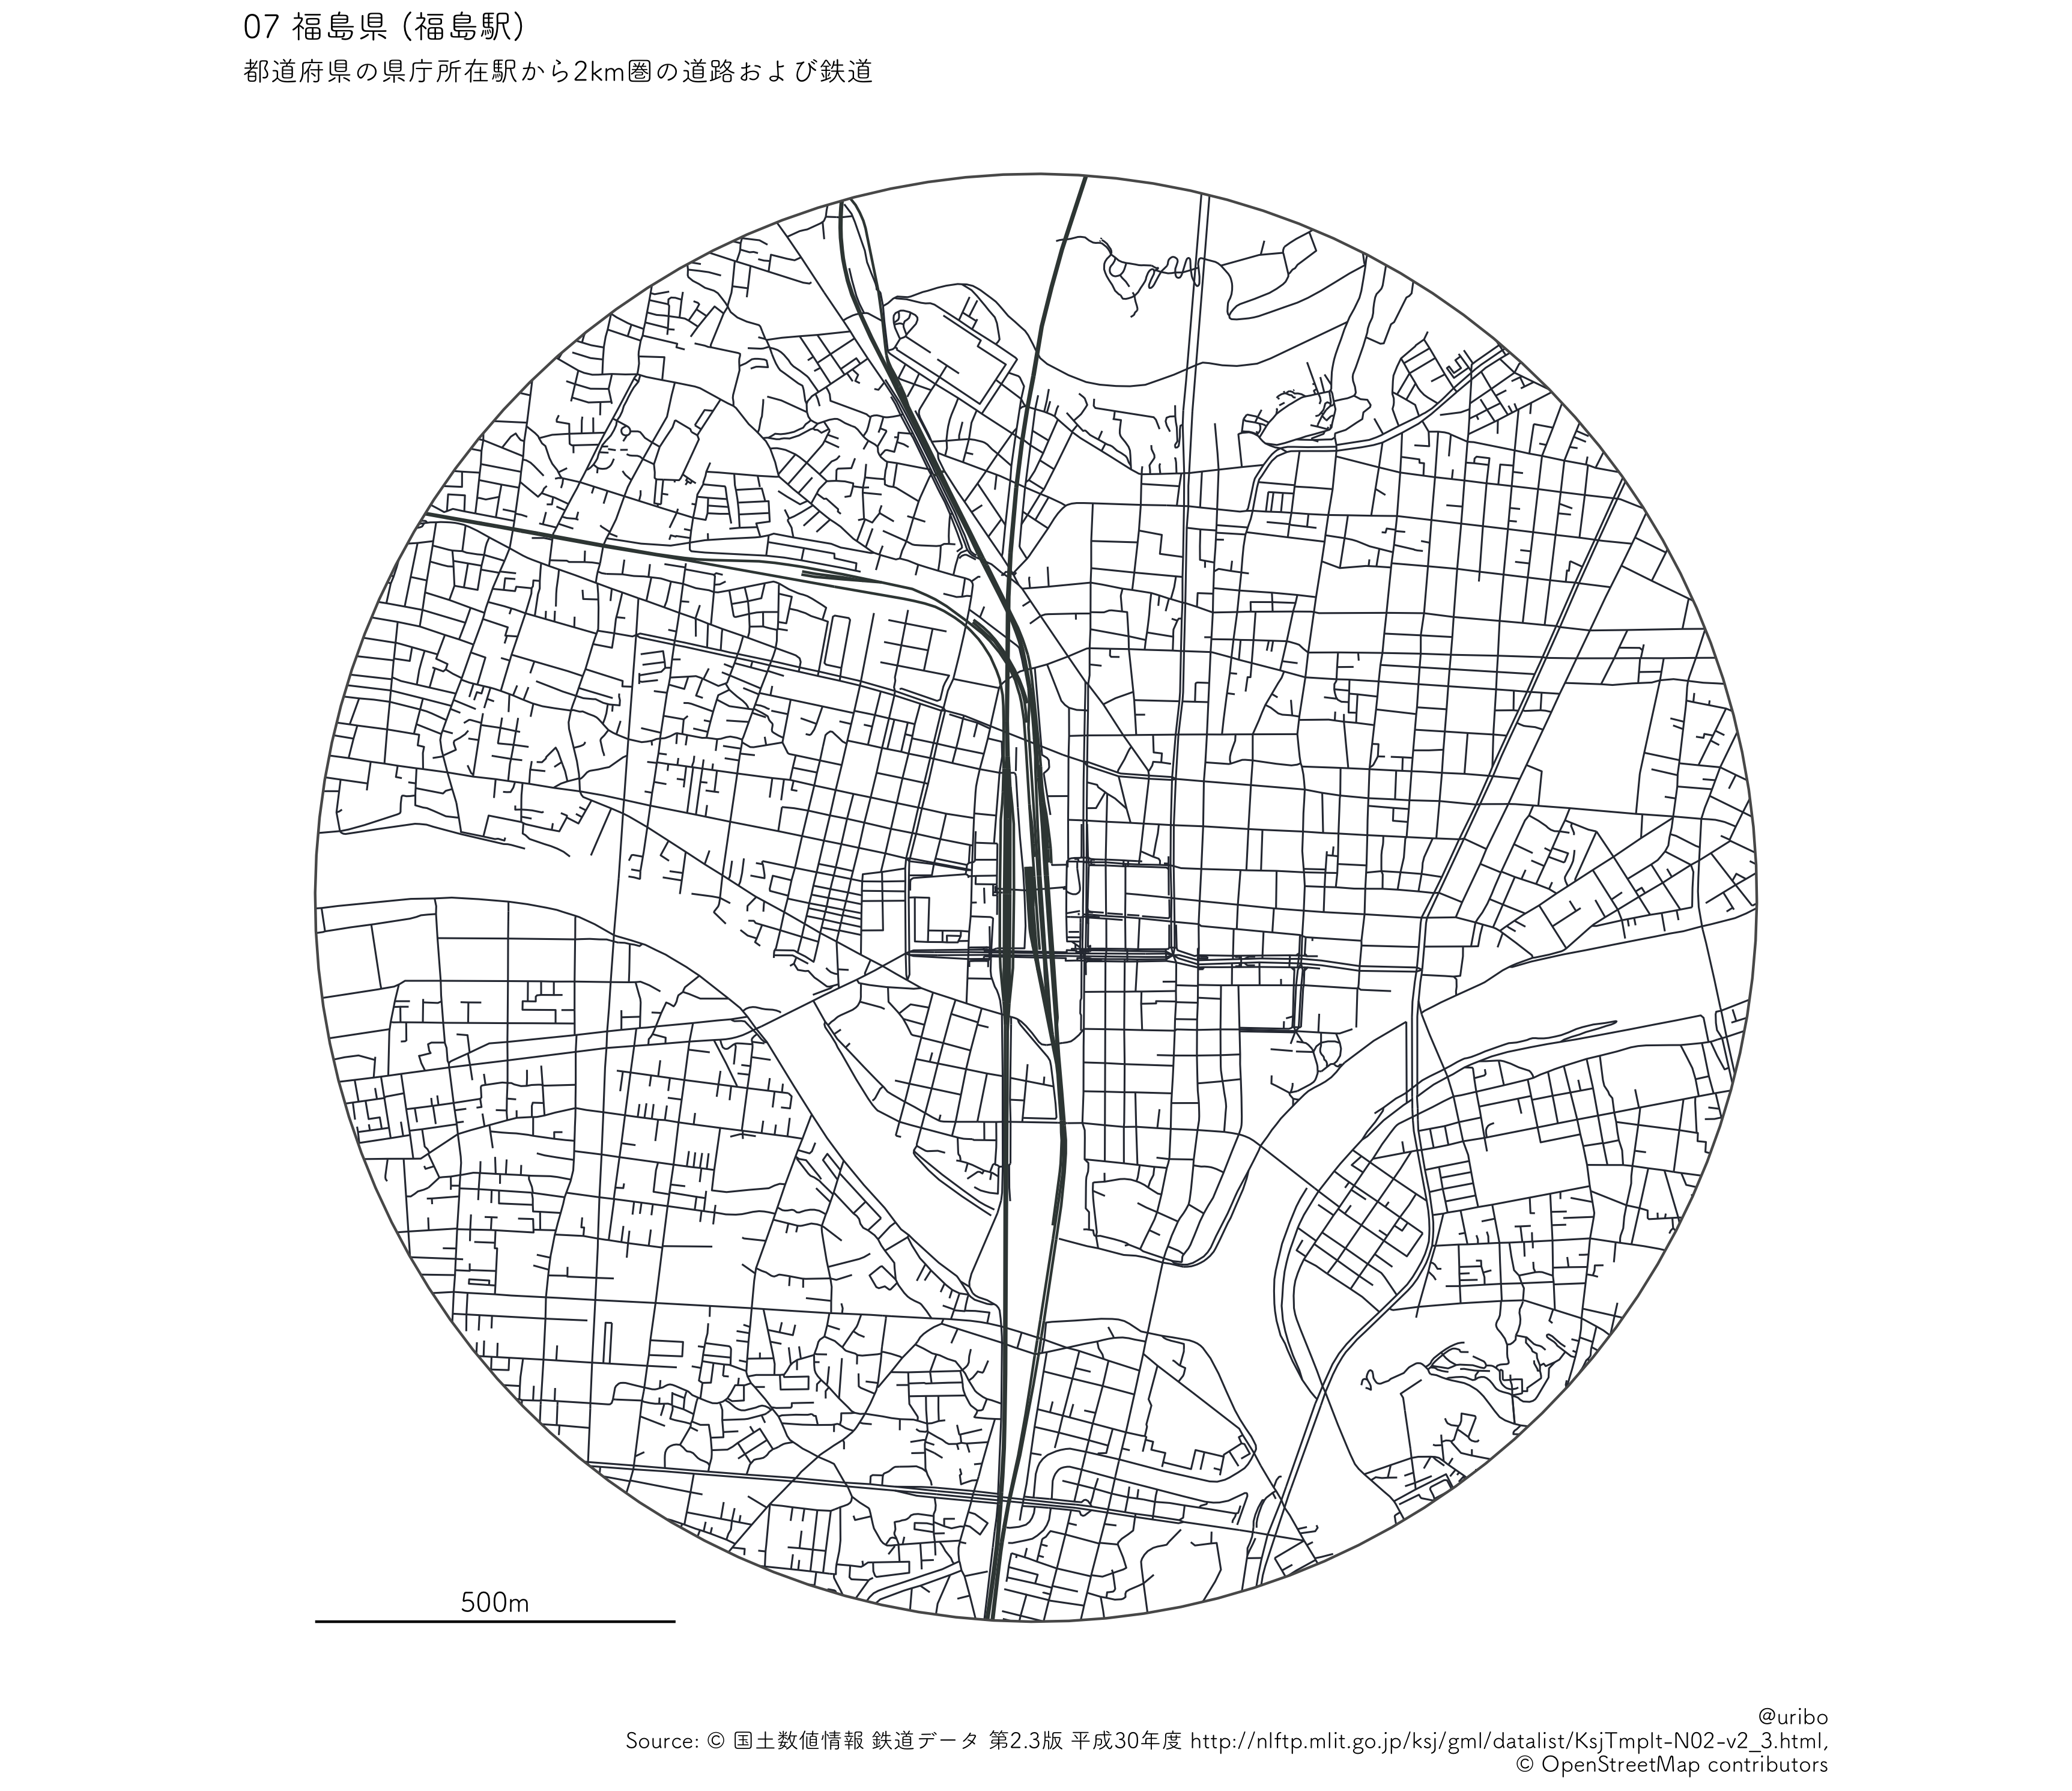 07 福島県 (福島駅)
都道府県の県庁所在駅から2km圏の道路および鉄道
500m
@uribo
Source: © 国土数値情報 鉄道データ 第2.3版 平成30年度 http://nlftp.mlit.go.jp/ksj/gml/datalist/KsjTmplt-N02-v2_3.html,
© OpenStreetMap contributors